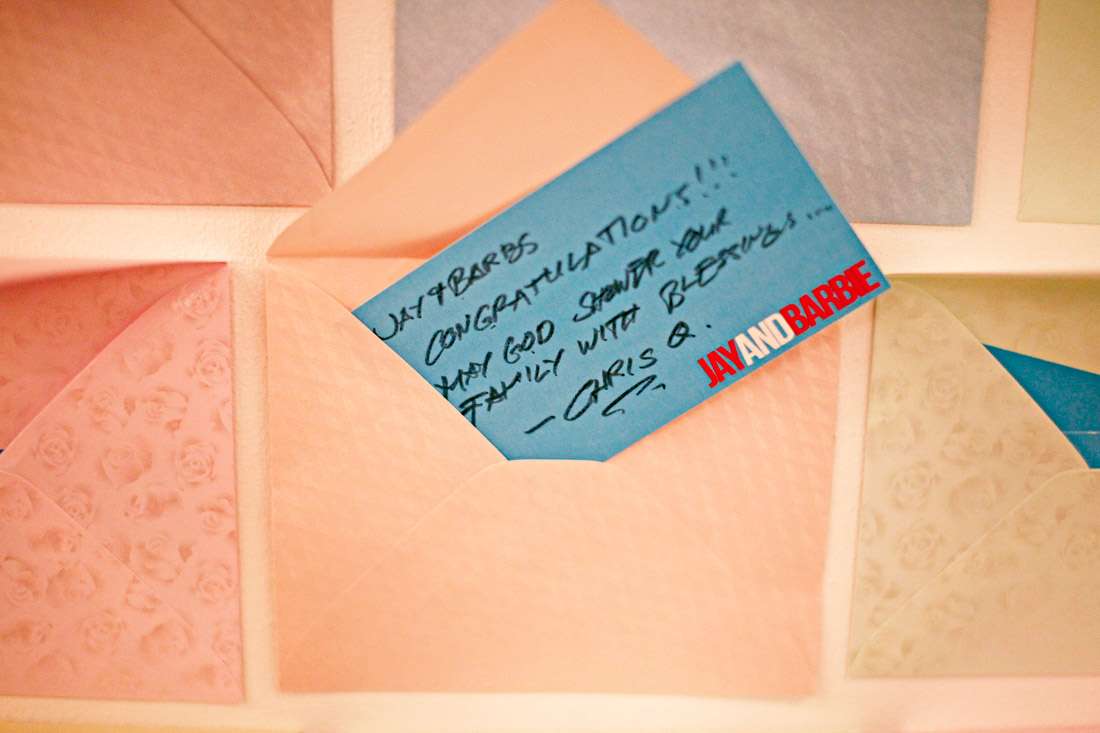 JAY & BARBS
CONGRATULATIONS!!!
MAY GOD SHOWER YOUR
FAMILY WITH BLESSINGS...
- CHRIS Q.
JAYANDBARBIE